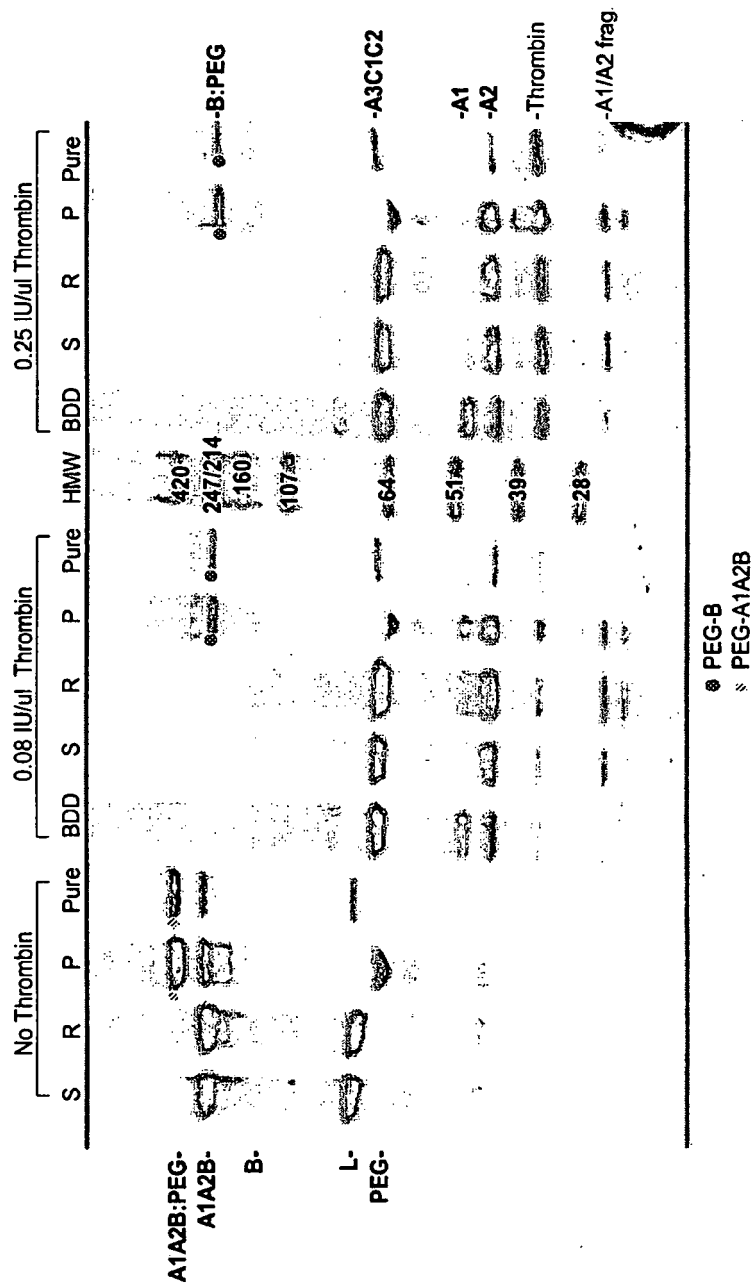 No Thrombin
0.08 IU/ul Thrombin
0.25 IU/ul Thrombin
S R P Pure BDD S R P Pure HMW BDD S R P Pure
A1A2B:PEG-
A1A2B-
B-
L-
PEG-
420
247/214
160
107
64
51
39
28
-B:PEG
-A3C1C2
-A1
-A2
-Thrombin
-A1/A2 frag.
PEG-B
PEG-A1A2B